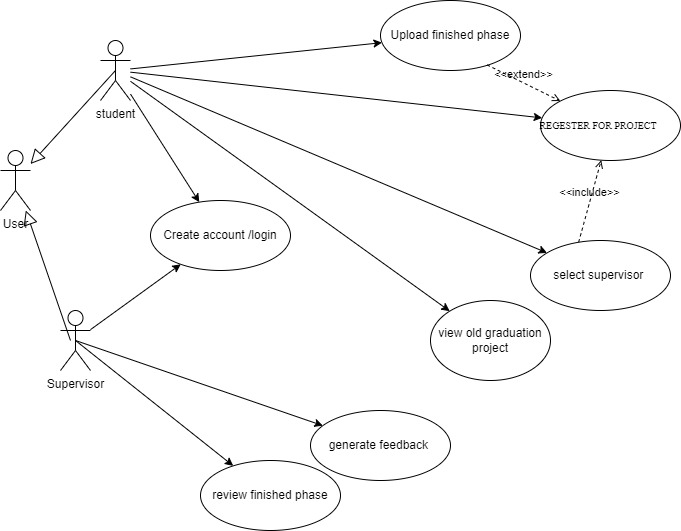 Upload finished phase
<<extend>>
student
REGESTER FOR PROJECT
<<include>>
User
Create account /login
select supervisor
view old graduation
project
Supervisor
generate feedback
review finished phase